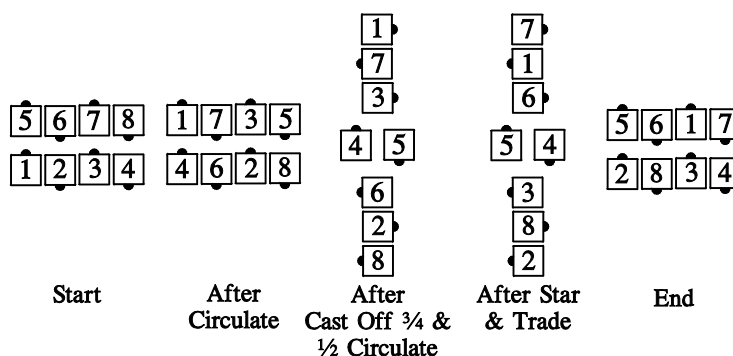 1
7
3
4 5
6
2
8
7
1
6
5 4
3
8
2
5 6 7 8
1 2 3 4
1 7 3 5
4 6 2 8
5 6 1 7
2 8 3 4
Start
After
Circulate
After
Cast Off ¾ &
½ Circulate
After Star
& Trade
End